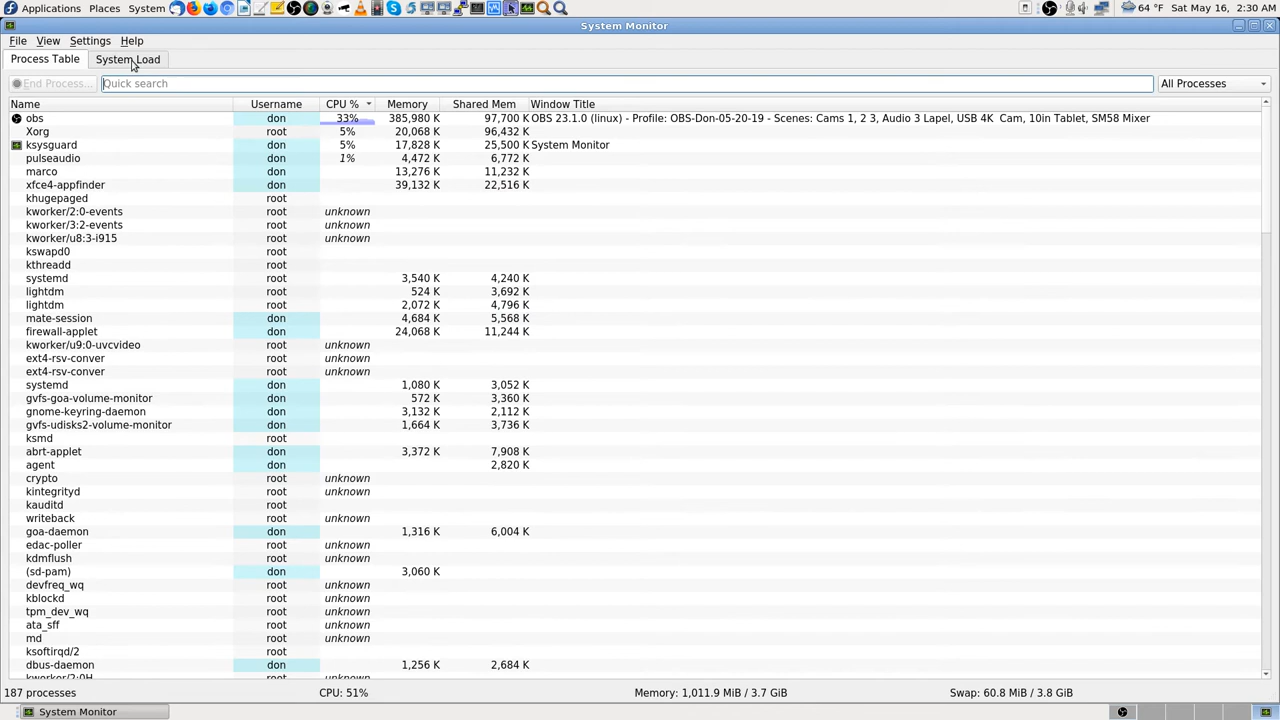 Applications Places System 64 °F Sat May 16, 2:30 AM
System Monitor
File View Settings Help
Process Table System Load
End Process... Quick search All Processes
Name Username CPU % Memory Shared Mem Window Title
obs don 33% 385,980 K 97,700 K OBS 23.1.0 (linux) - Profile: OBS-Don-05-20-19 - Scenes: Cams 1, 2 3, Audio 3 Lapel, USB 4K Cam, 10in Tablet, SM58 Mixer
Xorg root 5% 20,068 K 96,432 K
ksysguard don 5% 17,828 K 25,500 K System Monitor
pulseaudio don 1% 4,472 K 6,772 K
marco don 13,276 K 11,232 K
xfce4-appfinder don 39,132 K 22,516 K
khugepaged root
kworker/2:0-events root unknown
kworker/3:2-events root unknown
kworker/u8:3-i915 root unknown
kswapd0 root
kthreadd root
systemd root 3,540 K 4,240 K
lightdm root 524 K 3,692 K
lightdm root 2,072 K 4,796 K
mate-session don 4,684 K 5,568 K
firewall-applet don 24,068 K 11,244 K
kworker/u9:0-uvcvideo root unknown
ext4-rsv-conver root unknown
ext4-rsv-conver root unknown
systemd don 1,080 K 3,052 K
gvfs-goa-volume-monitor don 572 K 3,360 K
gnome-keyring-daemon don 3,132 K 2,112 K
gvfs-udisks2-volume-monitor don 1,664 K 3,736 K
ksmd root
abrt-applet don 3,372 K 7,908 K
agent don 2,820 K
crypto root unknown
kintegrityd root unknown
kauditd root
writeback root unknown
goa-daemon don 1,316 K 6,004 K
edac-poller root unknown
kdmflush root unknown
(sd-pam) don 3,060 K
devfreq_wq root unknown
kblockd root unknown
tpm_dev_wq root unknown
ata_sff root unknown
md root unknown
ksoftirqd/2 root
dbus-daemon don 1,256 K 2,684 K
kworker/2:0H root unknown
187 processes CPU: 51% Memory: 1,011.9 MiB / 3.7 GiB Swap: 60.8 MiB / 3.8 GiB
System Monitor